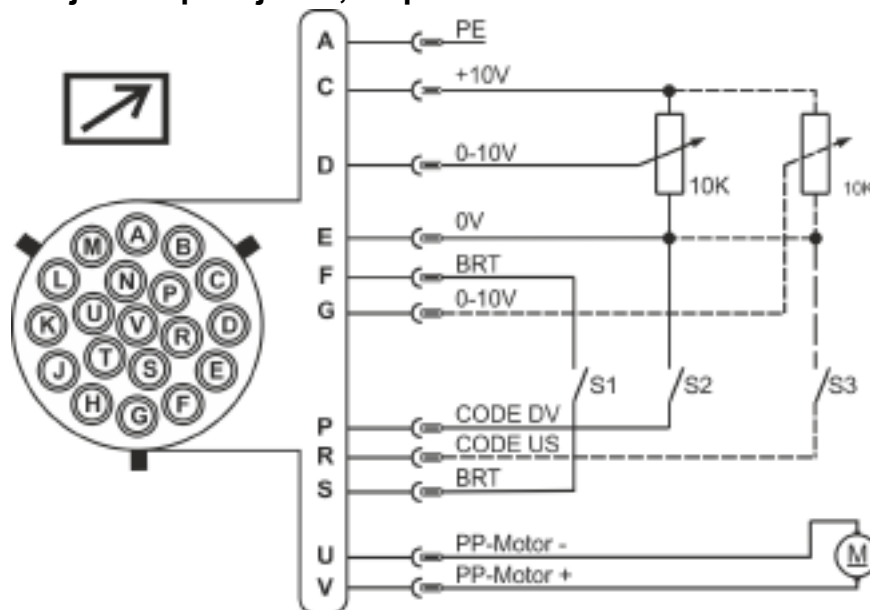 A PE
C +10V
D 0-10V
10K
10K
E 0V
F BRT
G 0-10V
S1
S2
S3
P CODE DV
R CODE US
S BRT
U PP-Motor -
V PP-Motor +
M
A
M B
L N C
P
K U V D
R
T
J S E
H F
G